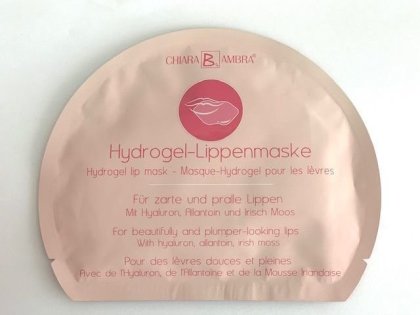 CHIARA B. AMBRA®
Hydrogel-Lippenmaske
Hydrogel lip mask - Masque-Hydrogel pour les lèvres
Für zarte und pralle Lippen
Mit Hyaluron, Allantoin und Irisch Moos
For beautifully and plumper-looking lips
With hyaluron, allantoin, irish moss
Pour des lèvres douces et pleines
Avec de l'Hyaluron, de l'Allantoine et de la Mousse Irlandaise